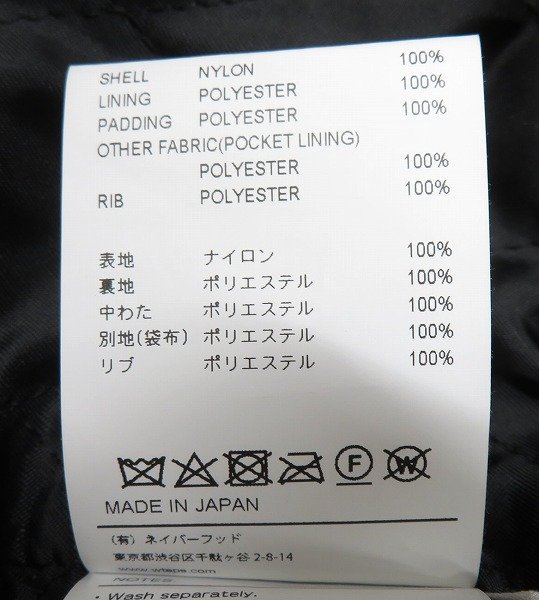 SHELL NYLON 100%
LINING POLYESTER 100%
PADDING POLYESTER 100%
OTHER FABRIC(POCKET LINING)
POLYESTER 100%
RIB POLYESTER 100%
表地 ナイロン 100%
裏地 ポリエステル 100%
中わた ポリエステル 100%
別地(袋布) ポリエステル 100%
リブ ポリエステル 100%
F W
MADE IN JAPAN
(有) ネイバーフッド
東京都渋谷区千駄ヶ谷 2-8-14
www.wtaps.com
NOTES
・Wash separately.